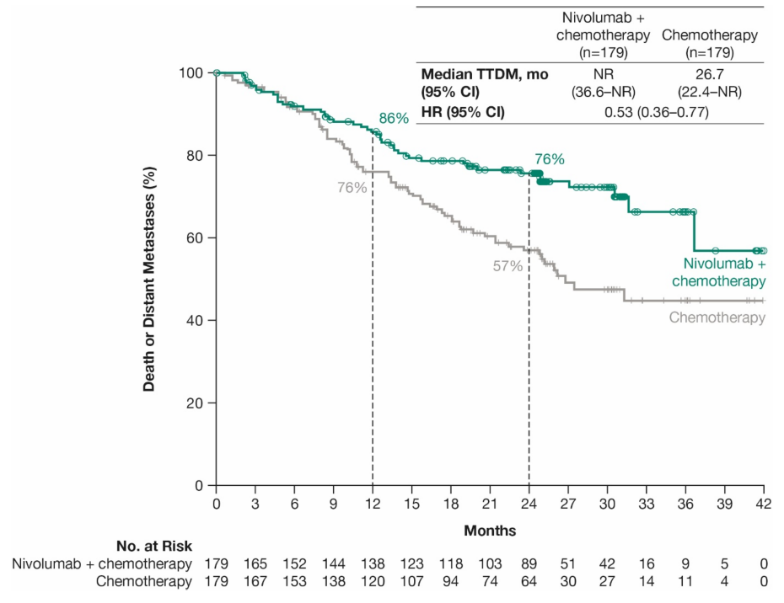 Nivolumab + chemotherapy (n=179) Chemotherapy (n=179)
Median TTDM, mo (95% CI) NR (36.6–NR) 26.7 (22.4–NR)
HR (95% CI) 0.53 (0.36–0.77)
Death or Distant Metastases (%)
100
80
60
40
20
0
86%
76%
76%
57%
Nivolumab +
chemotherapy
Chemotherapy
0 3 6 9 12 15 18 21 24 27 30 33 36 39 42
Months
No. at Risk
Nivolumab + chemotherapy 179 165 152 144 138 123 118 103 89 51 42 16 9 5 0
Chemotherapy 179 167 153 138 120 107 94 74 64 30 27 14 11 4 0